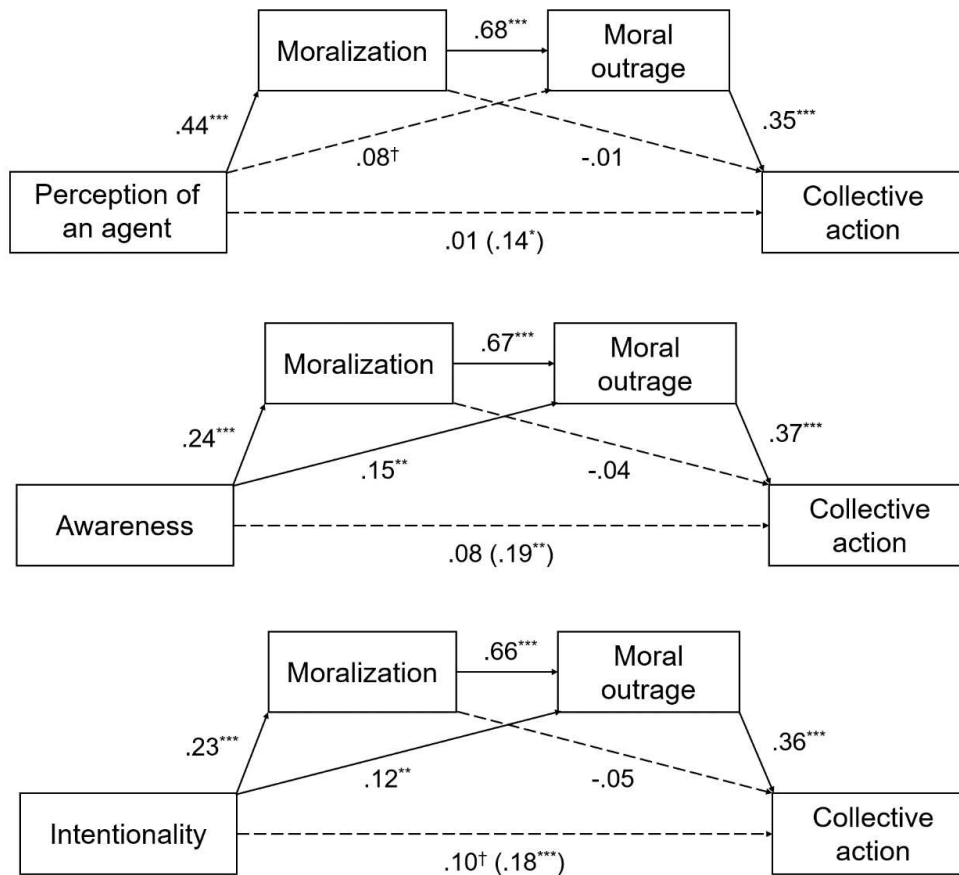 .68***
Moralization
Moral
outrage
.44***
.08†
-.01
.35***
Perception of
an agent
Collective
action
.01 (.14*)
.67***
Moralization
Moral
outrage
.24***
.15**
-.04
.37***
Awareness
Collective
action
.08 (.19**)
.66***
Moralization
Moral
outrage
.23***
.12**
-.05
.36***
Intentionality
Collective
action
.10† (.18***)